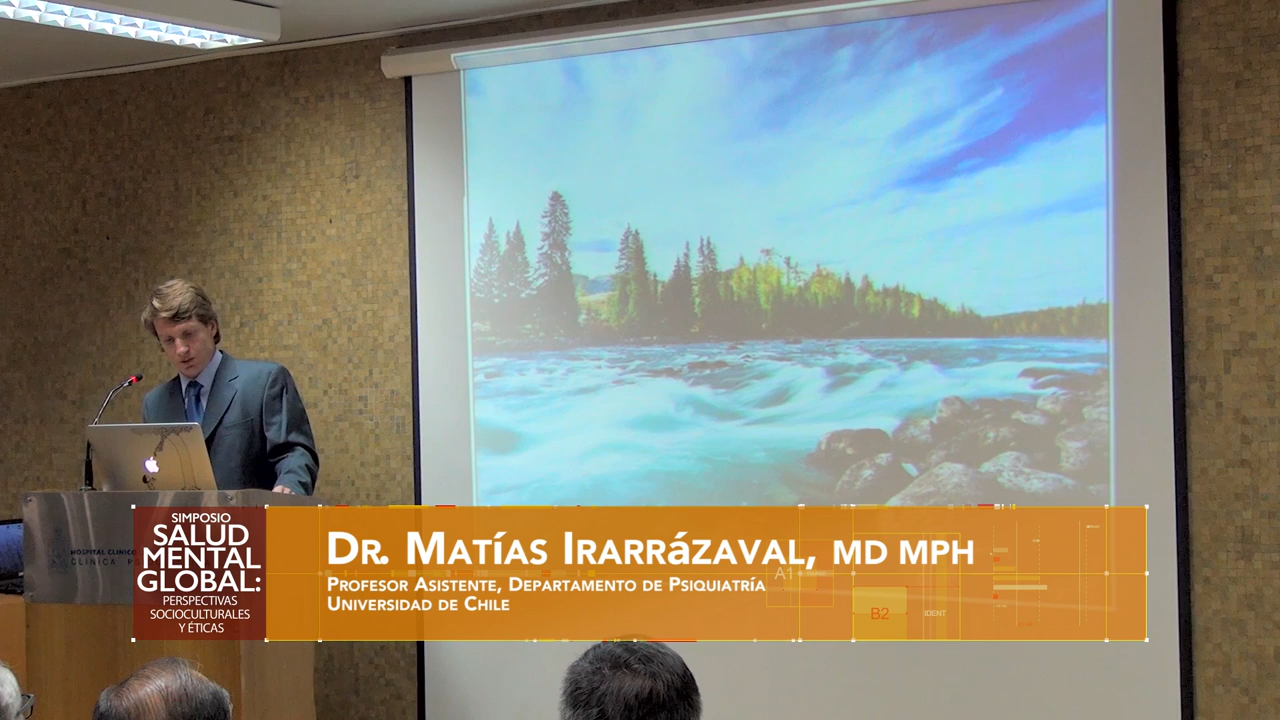 SIMPOSIO
SALUD
MENTAL
GLOBAL:
PERSPECTIVAS
SOCIOCULTURALES
Y ÉTICAS
Dr. Matías Irarrázaval, MD MPH
Profesor Asistente, Departamento de Psiquiatría
Universidad de Chile
HOSPITAL CLINICO
CLINICA
A1
B2
IDENT